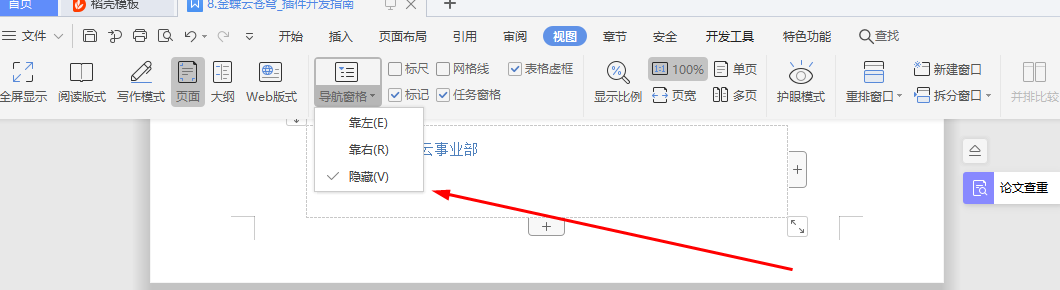 首页 稻壳模板 8.金蝶云苍穹_插件开发指南
文件 开始 插入 页面布局 引用 审阅 视图 章节 安全 开发工具 特色功能 查找
标尺 网格线 表格虚框 1:1 100% 单页 新建窗口
全屏显示 阅读版式 写作模式 页面 大纲 Web版式 导航窗格 标记 任务窗格 显示比例 页宽 多页 护眼模式 重排窗口 拆分窗口 并排比较
靠左(E)
靠右(R) 云事业部
隐藏(V)
论文查重